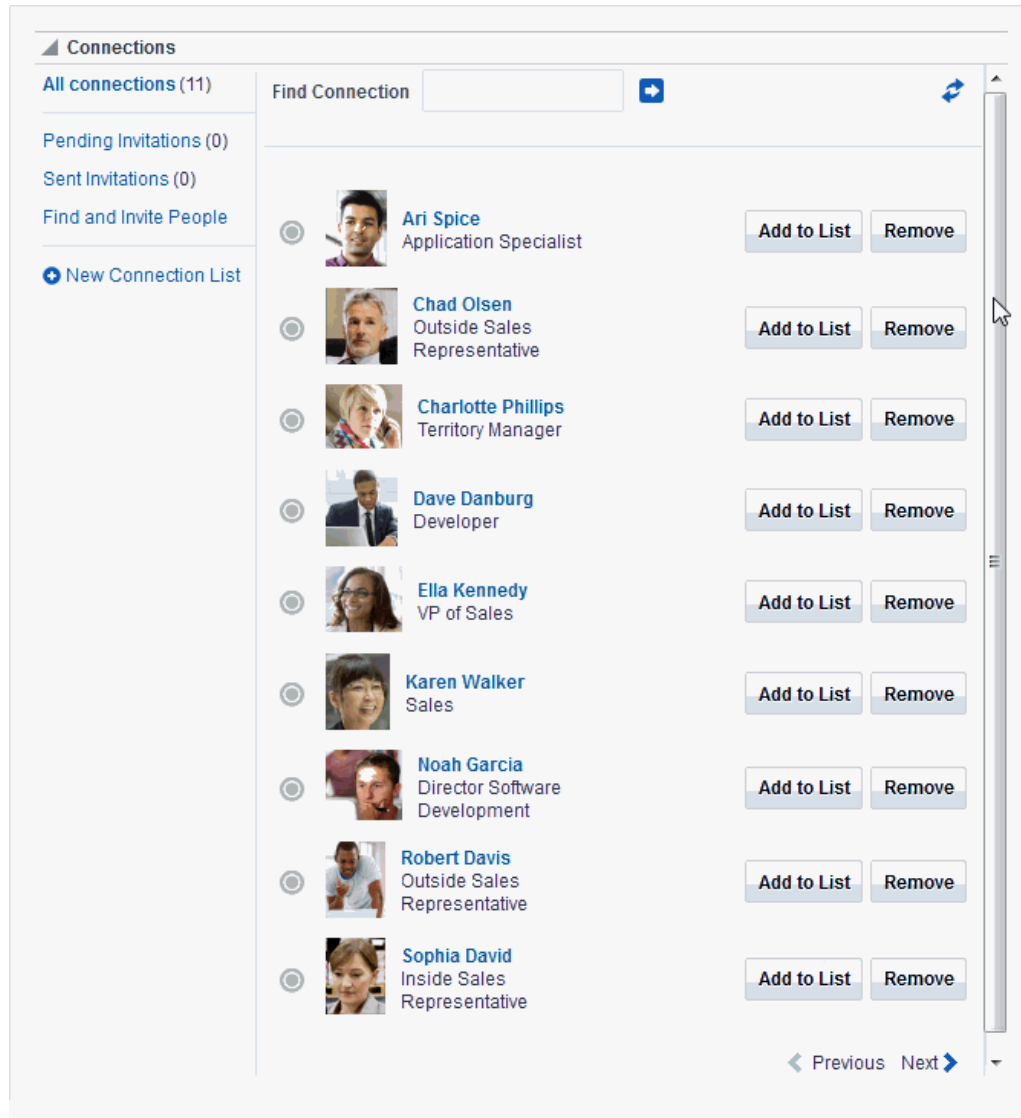 Connections
All connections (11)
Pending Invitations (0)
Sent Invitations (0)
Find and Invite People
New Connection List
Find Connection
Ari Spice
Application Specialist
Add to List Remove
Chad Olsen
Outside Sales
Representative
Add to List Remove
Charlotte Phillips
Territory Manager
Add to List Remove
Dave Danburg
Developer
Add to List Remove
Ella Kennedy
VP of Sales
Add to List Remove
Karen Walker
Sales
Add to List Remove
Noah Garcia
Director Software
Development
Add to List Remove
Robert Davis
Outside Sales
Representative
Add to List Remove
Sophia David
Inside Sales
Representative
Add to List Remove
Previous Next